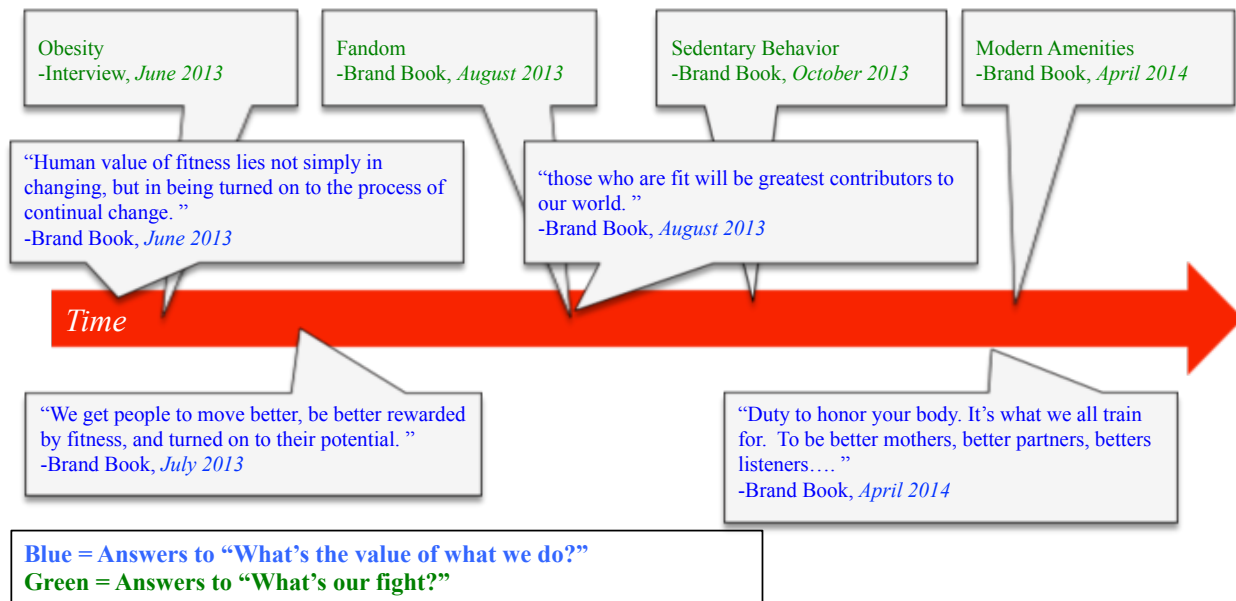 Obesity
-Interview, June 2013
Fandom
-Brand Book, August 2013
Sedentary Behavior
-Brand Book, October 2013
Modern Amenities
-Brand Book, April 2014
“Human value of fitness lies not simply in
changing, but in being turned on to the process of
continual change. ”
-Brand Book, June 2013
“those who are fit will be greatest contributors to
our world. ”
-Brand Book, August 2013
Time
“We get people to move better, be better rewarded
by fitness, and turned on to their potential. ”
-Brand Book, July 2013
“Duty to honor your body. It’s what we all train
for.  To be better mothers, better partners, betters
listeners…. ”
-Brand Book, April 2014
Blue = Answers to “What’s the value of what we do?”
Green = Answers to “What’s our fight?”